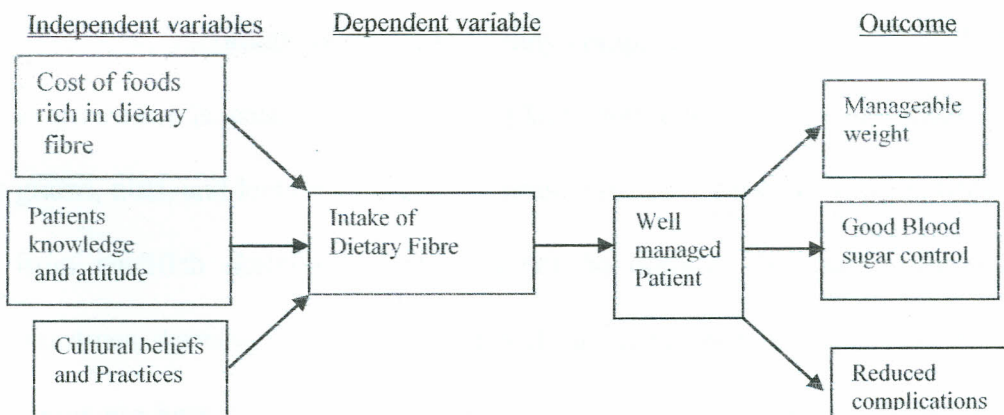 Independent variables
Dependent variable
Outcome
Cost of foods
rich in dietary
fibre
Patients
knowledge
and attitude
Cultural beliefs
and Practices
Intake of
Dietary Fibre
Well
managed
Patient
Manageable
weight
Good Blood
sugar control
Reduced
complications